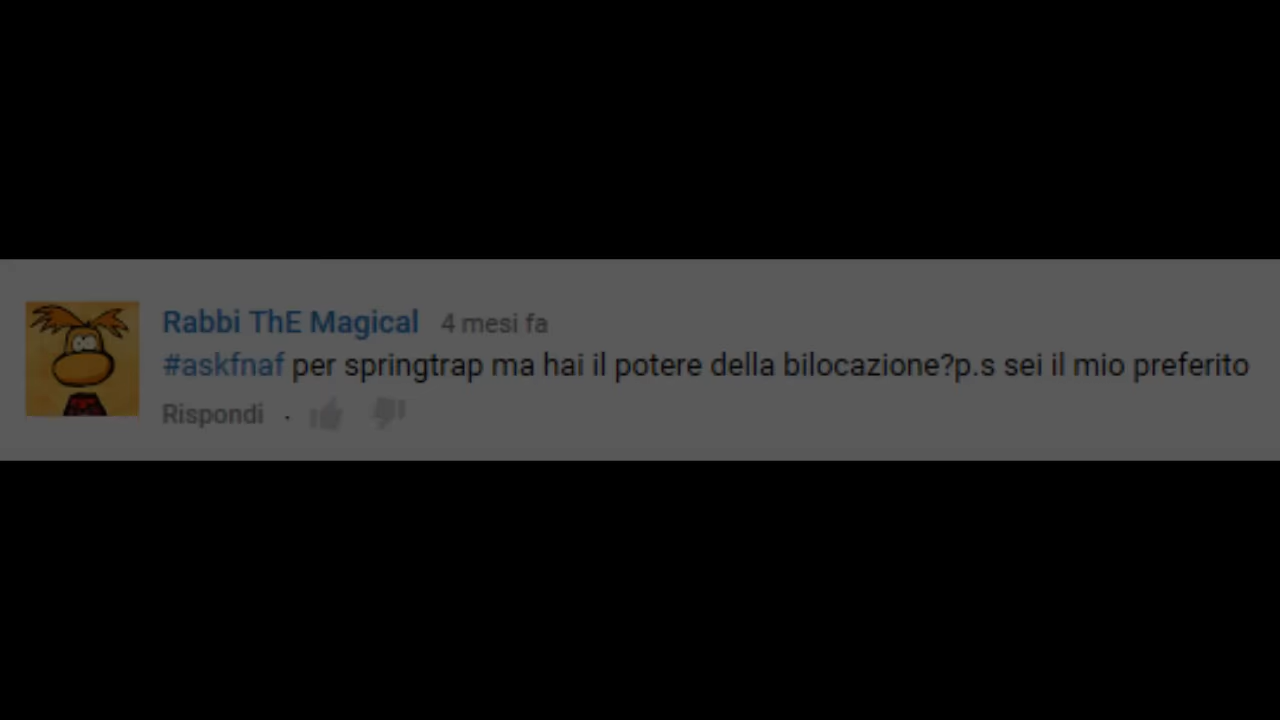 Rabbi ThE Magical 4 mesi fa
#askfnaf per springtrap ma hai il potere della bilocazione?p.s sei il mio preferito
Rispondi ·